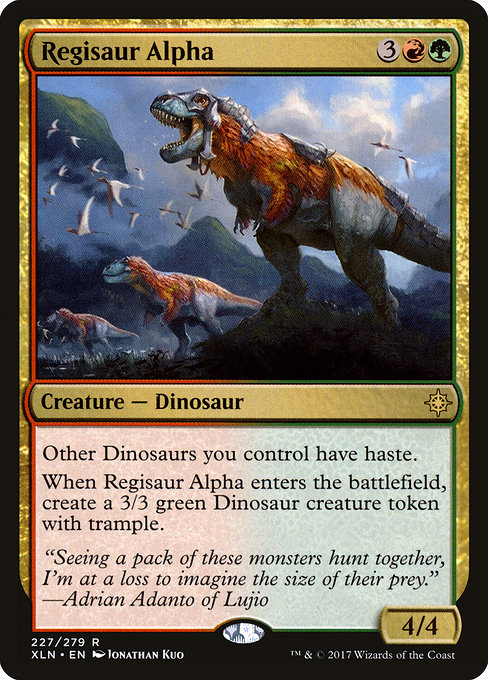 Regisaur Alpha 3
Creature — Dinosaur
Other Dinosaurs you control have haste.
When Regisaur Alpha enters the battlefield,
create a 3/3 green Dinosaur creature token
with trample.
“Seeing a pack of these monsters hunt together,
I’m at a loss to imagine the size of their prey.”
—Adrian Adanto of Lujio
4/4
227/279 R
XLN • EN Jonathan Kuo
™ & © 2017 Wizards of the Coast